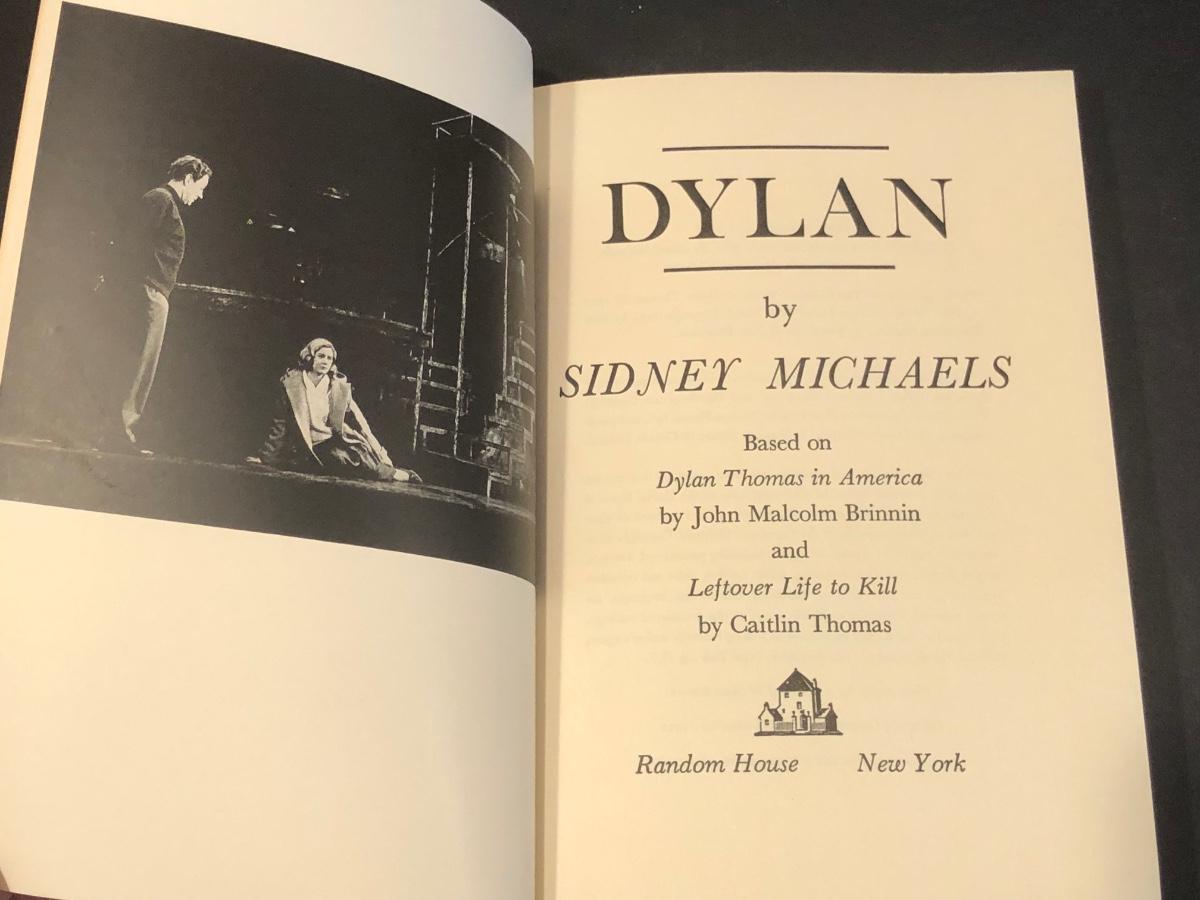 DYLAN
by
SIDNEY MICHAELS
Based on
Dylan Thomas in America
by John Malcolm Brinnin
and
Leftover Life to Kill
by Caitlin Thomas
Random House New York